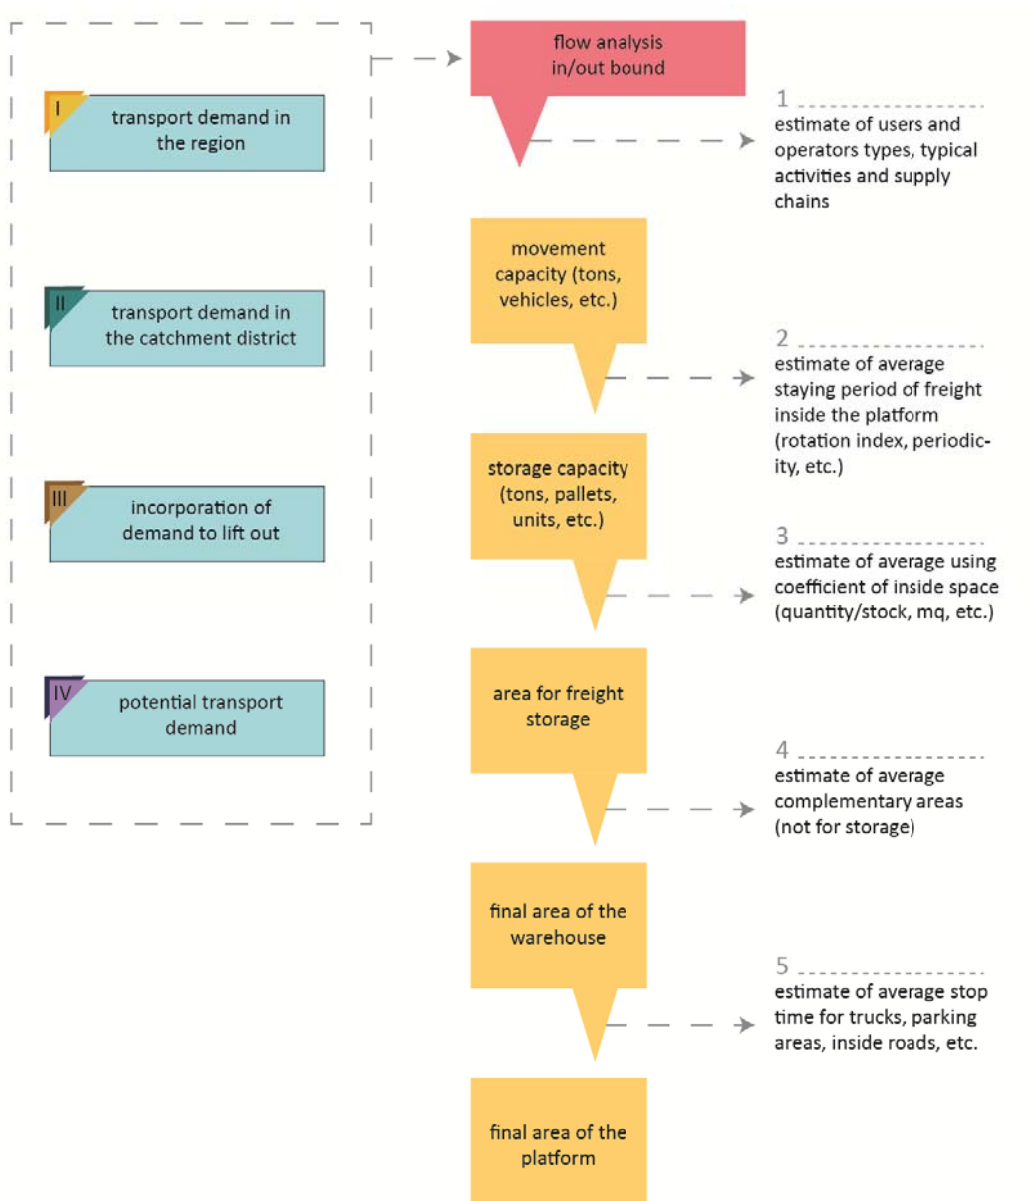 I
transport demand in
the region
II
transport demand in
the catchment district
III
incorporation of
demand to lift out
IV
potential transport
demand
flow analysis
in/out bound
1
estimate of users and
operators types, typical
activities and supply
chains
movement
capacity (tons,
vehicles, etc.)
2
estimate of average
staying period of freight
inside the platform
(rotation index, periodic-
ity, etc.)
storage capacity
(tons, pallets,
units, etc.)
3
estimate of average using
coefficient of inside space
(quantity/stock, mq, etc.)
area for freight
storage
4
estimate of average
complementary areas
(not for storage)
final area of the
warehouse
5
estimate of average stop
time for trucks, parking
areas, inside roads, etc.
final area of the
platform